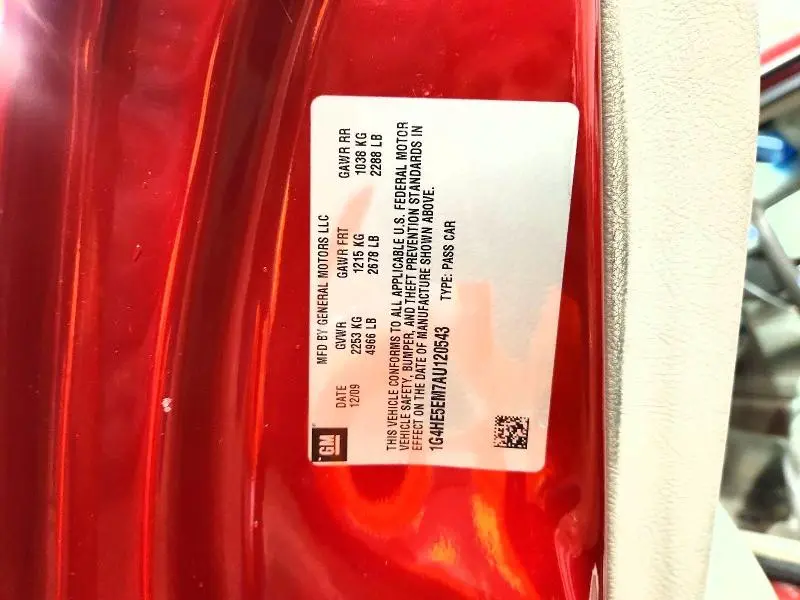 GM
MFD BY GENERAL MOTORS LLC
DATE GVWR GAWR FRT GAWR RR
12/09 2253 KG 1215 KG 1038 KG
4966 LB 2678 LB 2288 LB
THIS VEHICLE CONFORMS TO ALL APPLICABLE U.S. FEDERAL MOTOR
VEHICLE SAFETY, BUMPER, AND THEFT PREVENTION STANDARDS IN
EFFECT ON THE DATE OF MANUFACTURE SHOWN ABOVE.
1G4HE5EM7AU120543 TYPE: PASS CAR